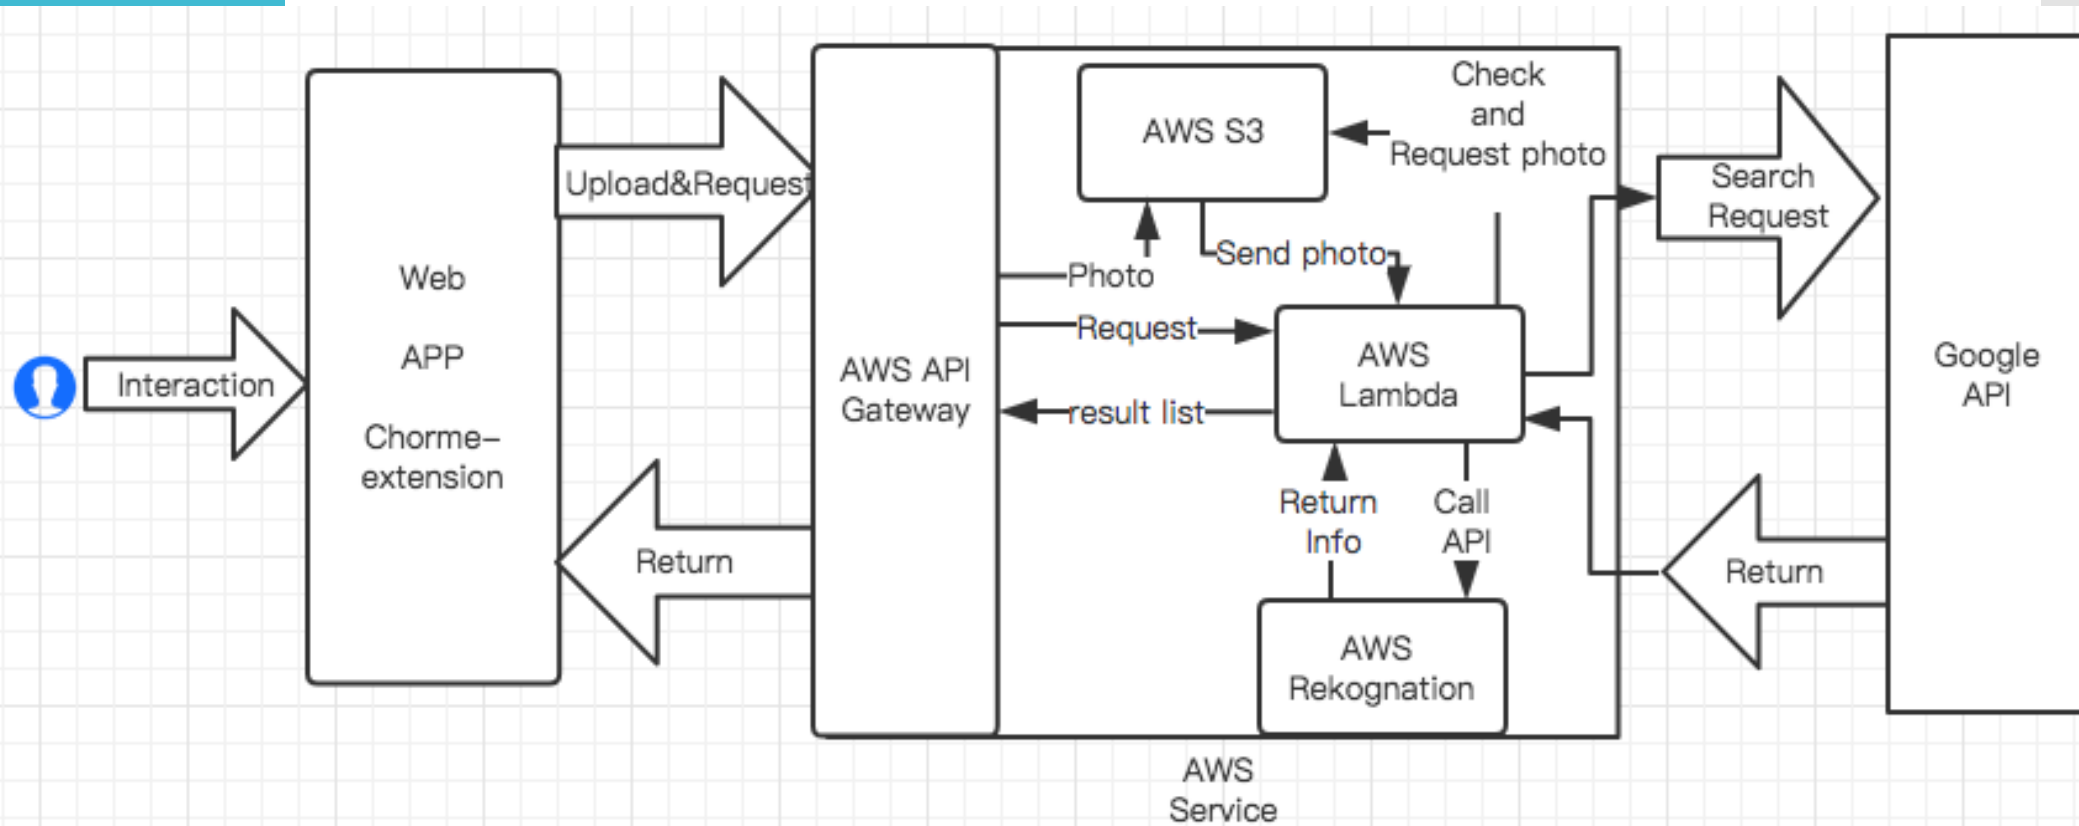 Interaction
Web
APP
Chorme-
extension
Upload&Request
Return
AWS API
Gateway
AWS S3
Check
and
Request photo
Send photo
Photo
Request
result list
AWS
Lambda
Return
Info
Call
API
AWS
Rekognation
AWS
Service
Search
Request
Return
Google
API